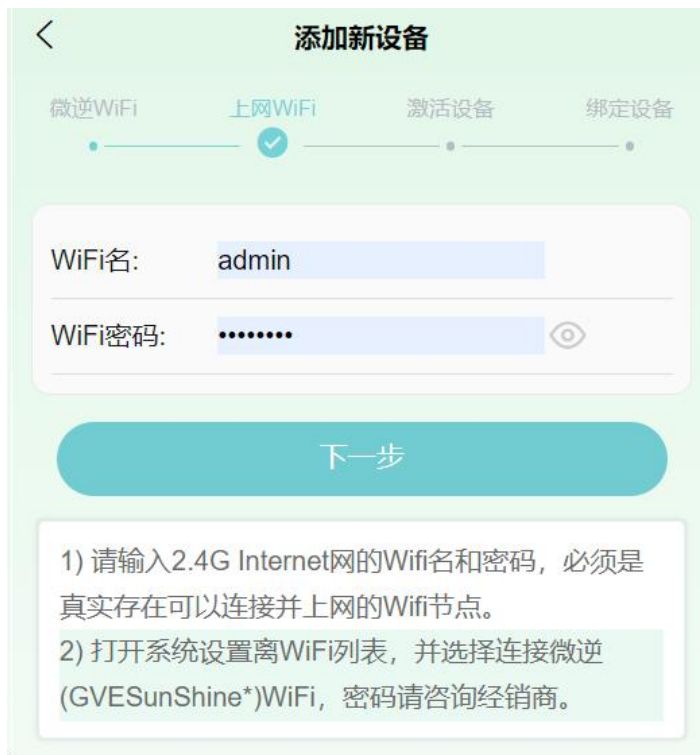 添加新设备
微逆WiFi 上网WiFi 激活设备 绑定设备
WiFi名: admin
WiFi密码: ••••••••
下一步
1) 请输入2.4G Internet网的Wifi名和密码，必须是
真实存在可以连接并上网的Wifi节点。
2) 打开系统设置离WiFi列表，并选择连接微逆
(GVESunShine*)WiFi，密码请咨询经销商。